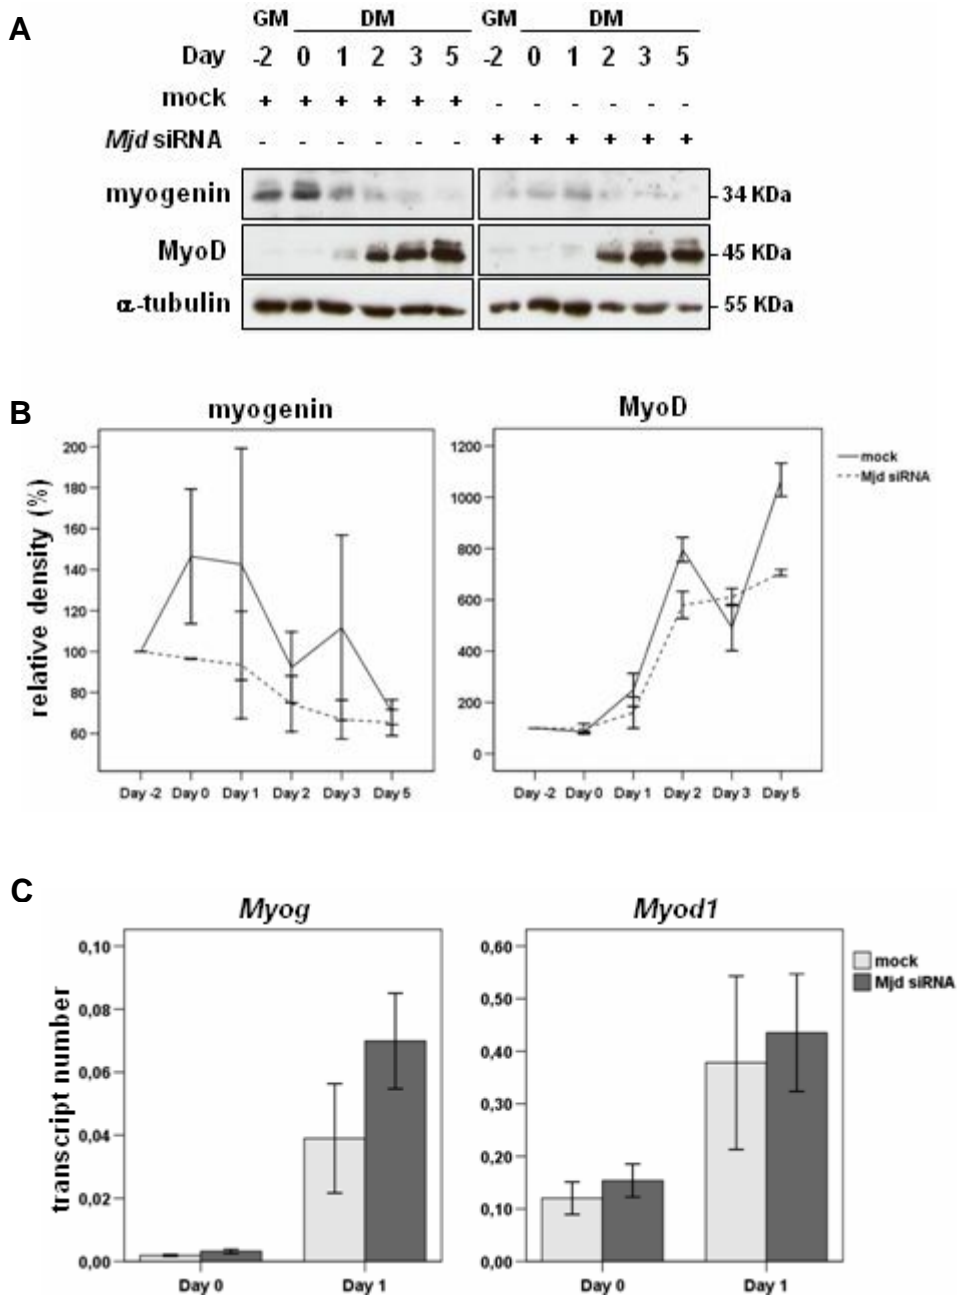 A
GM DM GM DM
Day -2 0 1 2 3 5 -2 0 1 2 3 5
mock + + + + + + - - - - - -
Mjd siRNA - - - - - - + + + + + +
myogenin 34 KDa
MyoD 45 KDa
α-tubulin 55 KDa
B
myogenin MyoD
mock
Mjd siRNA
relative density (%)
200
180
160
140
120
100
80
60
Day -2 Day 0 Day 1 Day 2 Day 3 Day 5
1200
1000
800
600
400
200
0
Day -2 Day 0 Day 1 Day 2 Day 3 Day 5
C
Myog Myod1
mock
Mjd siRNA
transcript number
0,10
0,08
0,06
0,04
0,02
0,00
Day 0 Day 1
0,60
0,50
0,40
0,30
0,20
0,10
0,00
Day 0 Day 1